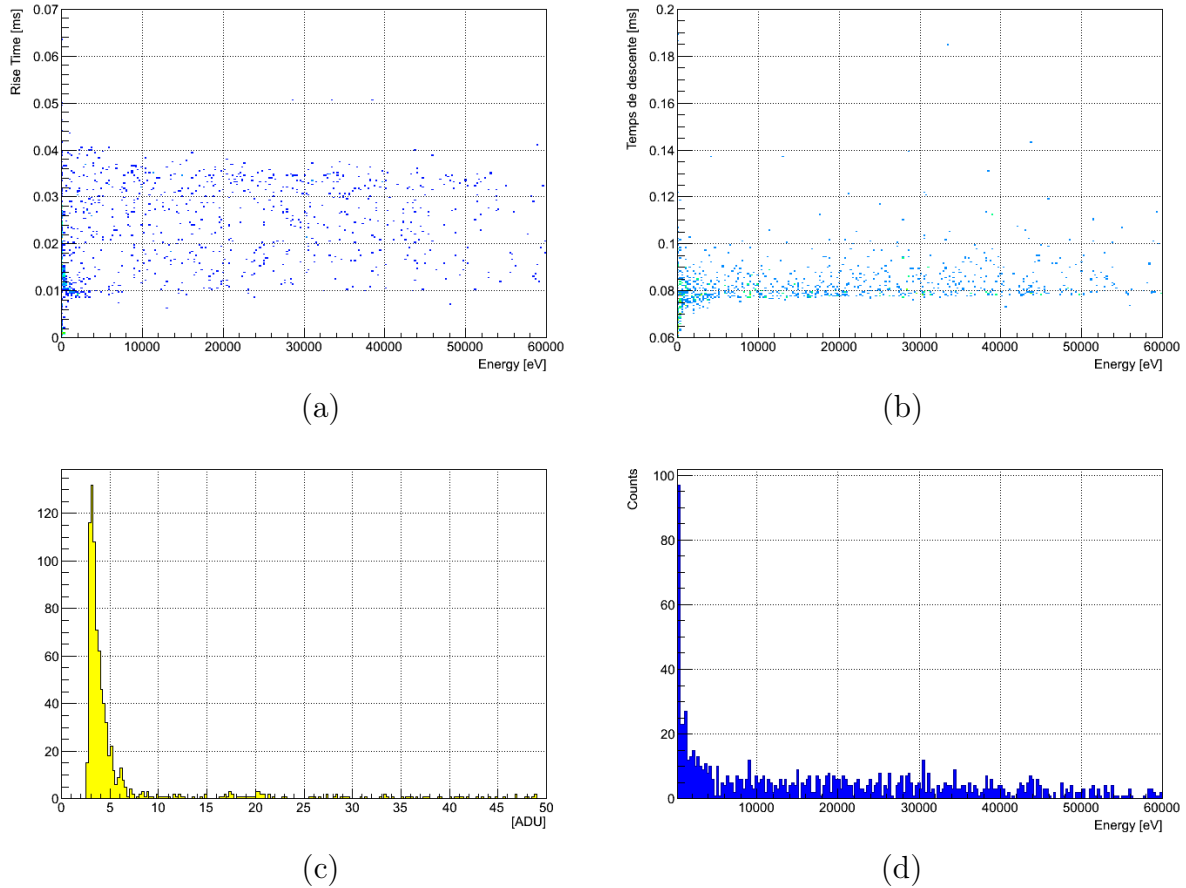 0.07
0.06
0.05
0.04
0.03
0.02
0.01
0
Rise Time [ms]
0 10000 20000 30000 40000 50000 60000
Energy [eV]
(a)
0.2
0.18
0.16
0.14
0.12
0.1
0.08
0.06
Temps de descente [ms]
0 10000 20000 30000 40000 50000 60000
Energy [eV]
(b)
120
100
80
60
40
20
0
0 5 10 15 20 25 30 35 40 45 50
[ADU]
(c)
100
80
60
40
20
0
Counts
10000 20000 30000 40000 50000 60000
Energy [eV]
(d)